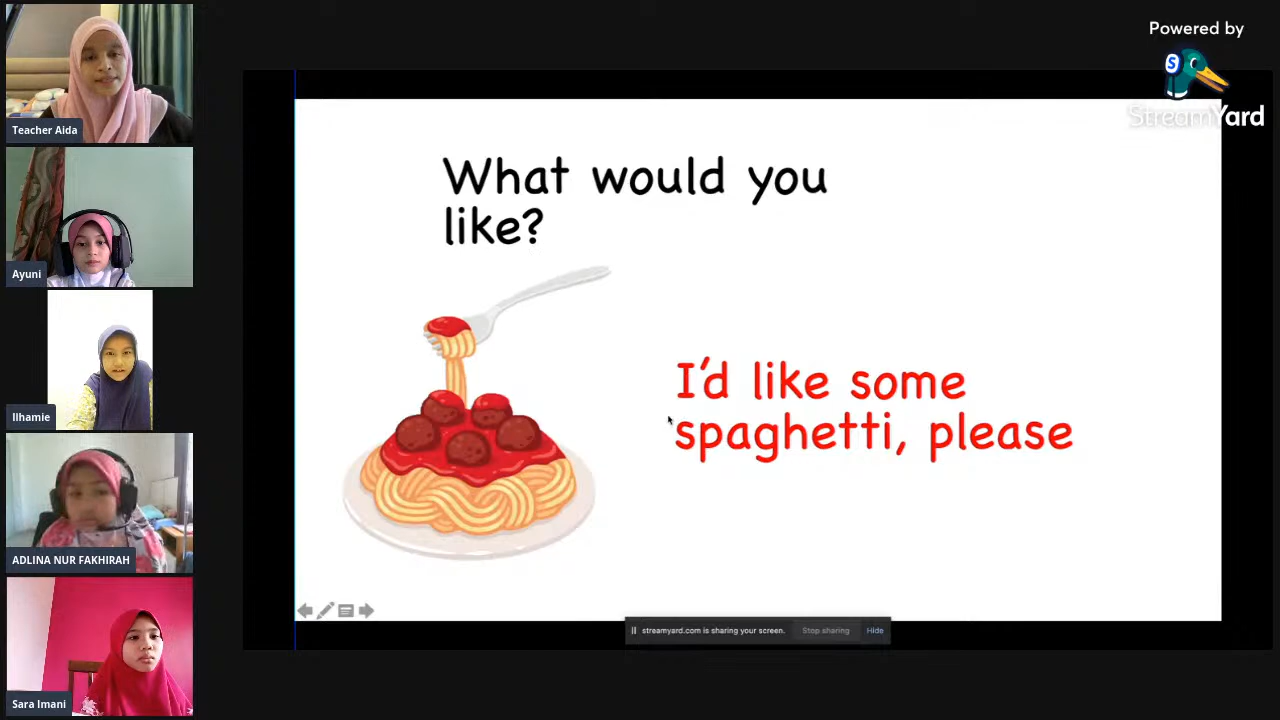 Teacher Aida
Ayuni
Ilhamie
ADLINA NUR FAKHIRAH
Sara Imani
What would you
like?
I'd like some
spaghetti, please
streamyard.com is sharing your screen. Stop sharing Hide
Powered by
S
StreamYard